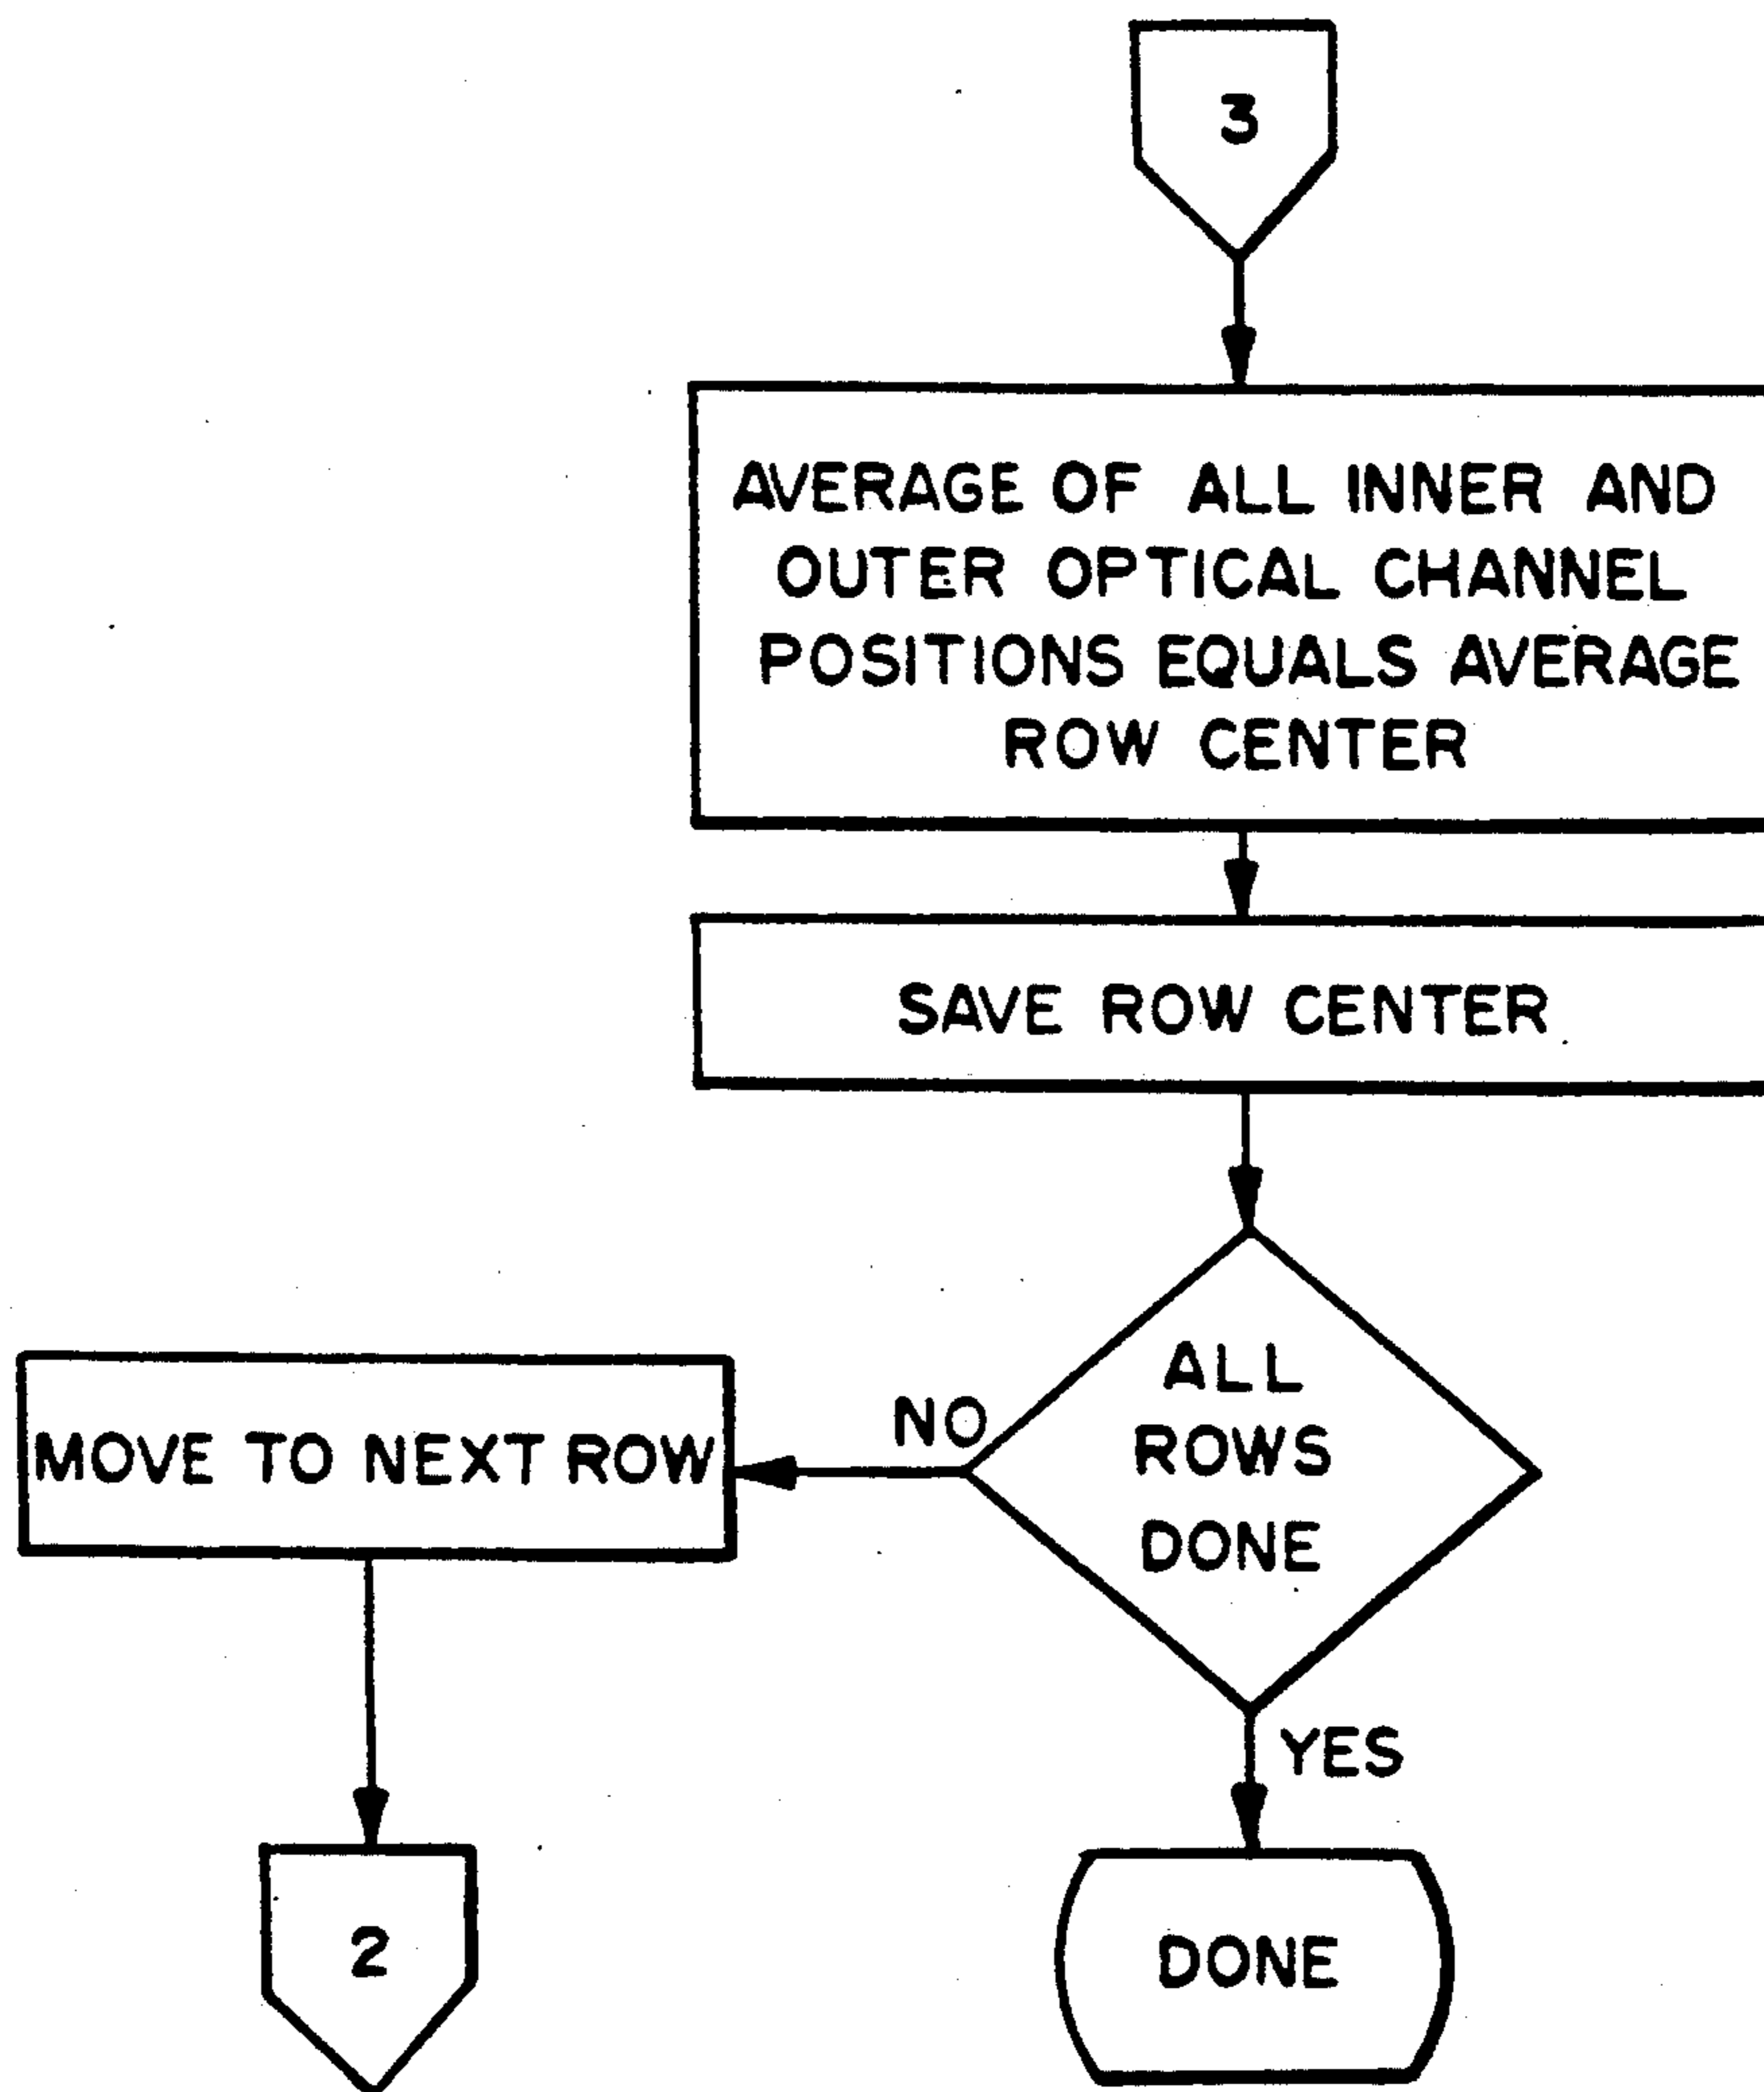 3
AVERAGE OF ALL INNER AND
OUTER OPTICAL CHANNEL
POSITIONS EQUALS AVERAGE
ROW CENTER
SAVE ROW CENTER
ALL
ROWS
DONE
NO
MOVE TO NEXT ROW
YES
2
DONE